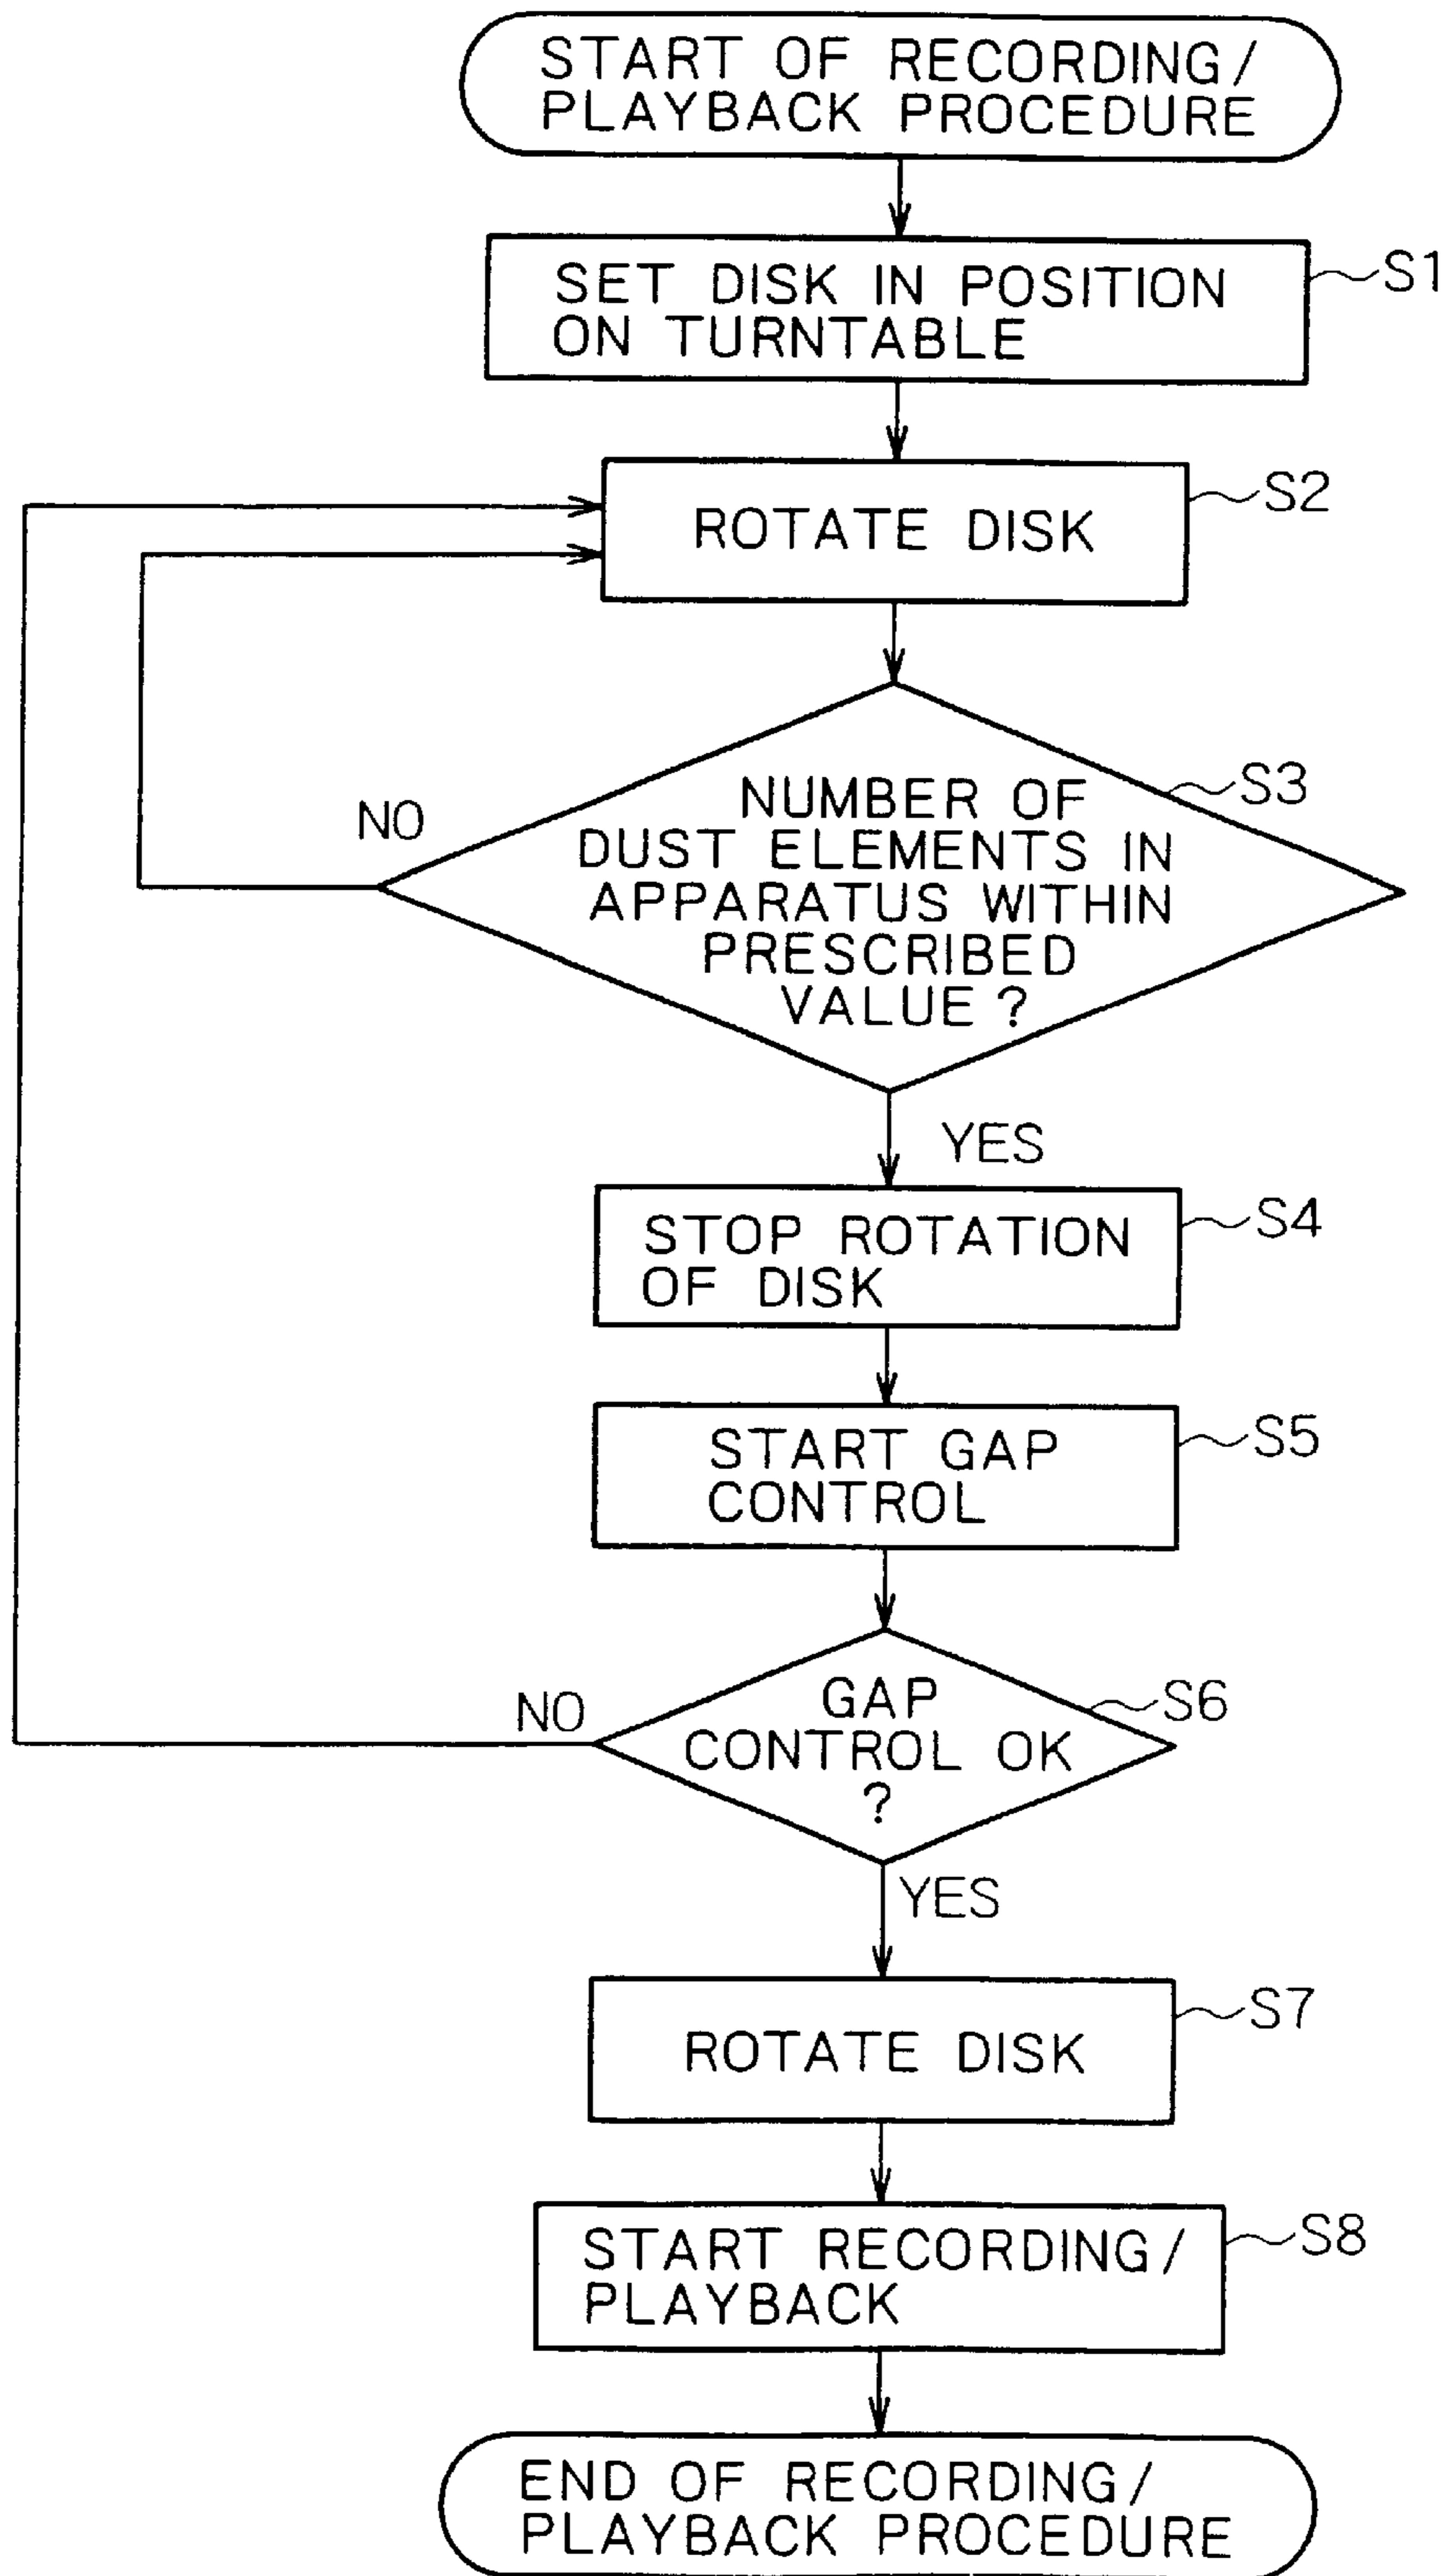 START OF RECORDING/
PLAYBACK PROCEDURE
SET DISK IN POSITION
ON TURNTABLE
S1
ROTATE DISK
S2
NUMBER OF
DUST ELEMENTS IN
APPARATUS WITHIN
PRESCRIBED
VALUE ?
S3
NO
YES
STOP ROTATION
OF DISK
S4
START GAP
CONTROL
S5
GAP
CONTROL OK
?
S6
NO
YES
ROTATE DISK
S7
START RECORDING/
PLAYBACK
S8
END OF RECORDING/
PLAYBACK PROCEDURE